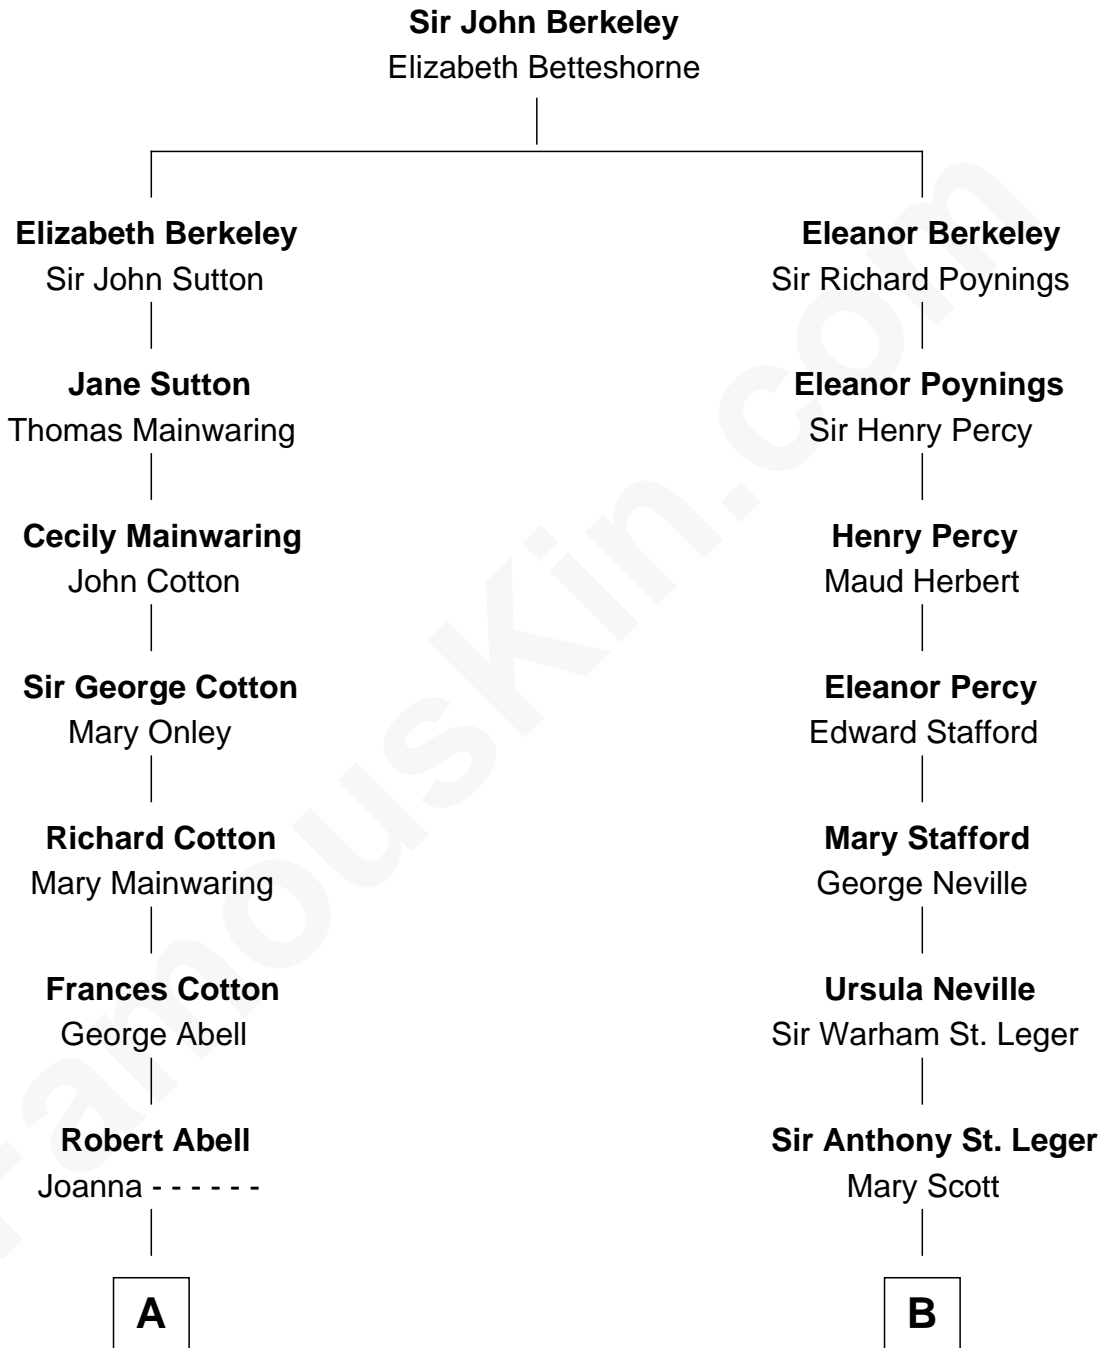 Sir John Berkeley
Elizabeth Betteshorne
Elizabeth Berkeley
Sir John Sutton
Jane Sutton
Thomas Mainwaring
Cecily Mainwaring
John Cotton
Sir George Cotton
Mary Onley
Richard Cotton
Mary Mainwaring
Frances Cotton
George Abell
Robert Abell
Joanna - - - - - -
A
Eleanor Berkeley
Sir Richard Poynings
Eleanor Poynings
Sir Henry Percy
Henry Percy
Maud Herbert
Eleanor Percy
Edward Stafford
Mary Stafford
George Neville
Ursula Neville
Sir Warham St. Leger
Sir Anthony St. Leger
Mary Scott
B
FamousKin.com